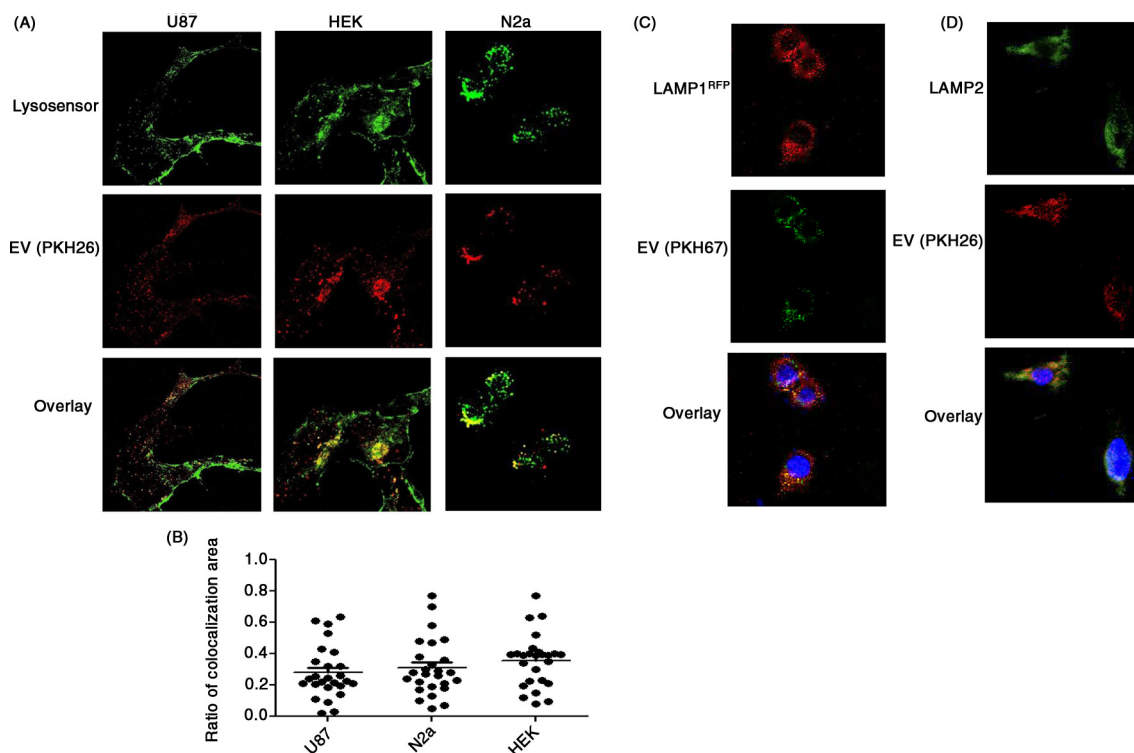 (A)
U87 HEK N2a
Lysosensor
EV (PKH26)
Overlay
(B)
Ratio of colocalization area
1.0
0.8
0.6
0.4
0.2
0.0
U87 N2a HEK
(C)
LAMP1RFP
EV (PKH67)
Overlay
(D)
LAMP2
EV (PKH26)
Overlay